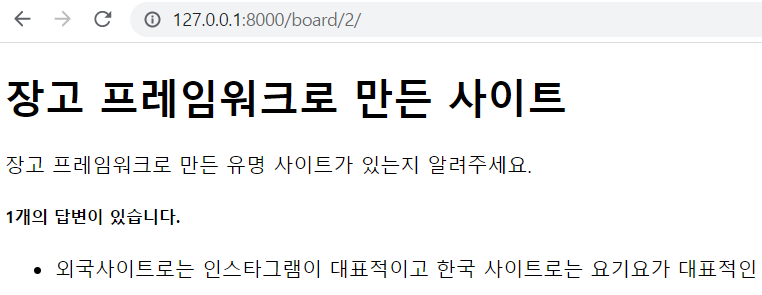 127.0.0.1:8000/board/2/
장고 프레임워크로 만든 사이트
장고 프레임워크로 만든 유명 사이트가 있는지 알려주세요.
1개의 답변이 있습니다.
외국사이트로는 인스타그램이 대표적이고 한국 사이트로는 요기요가 대표적인